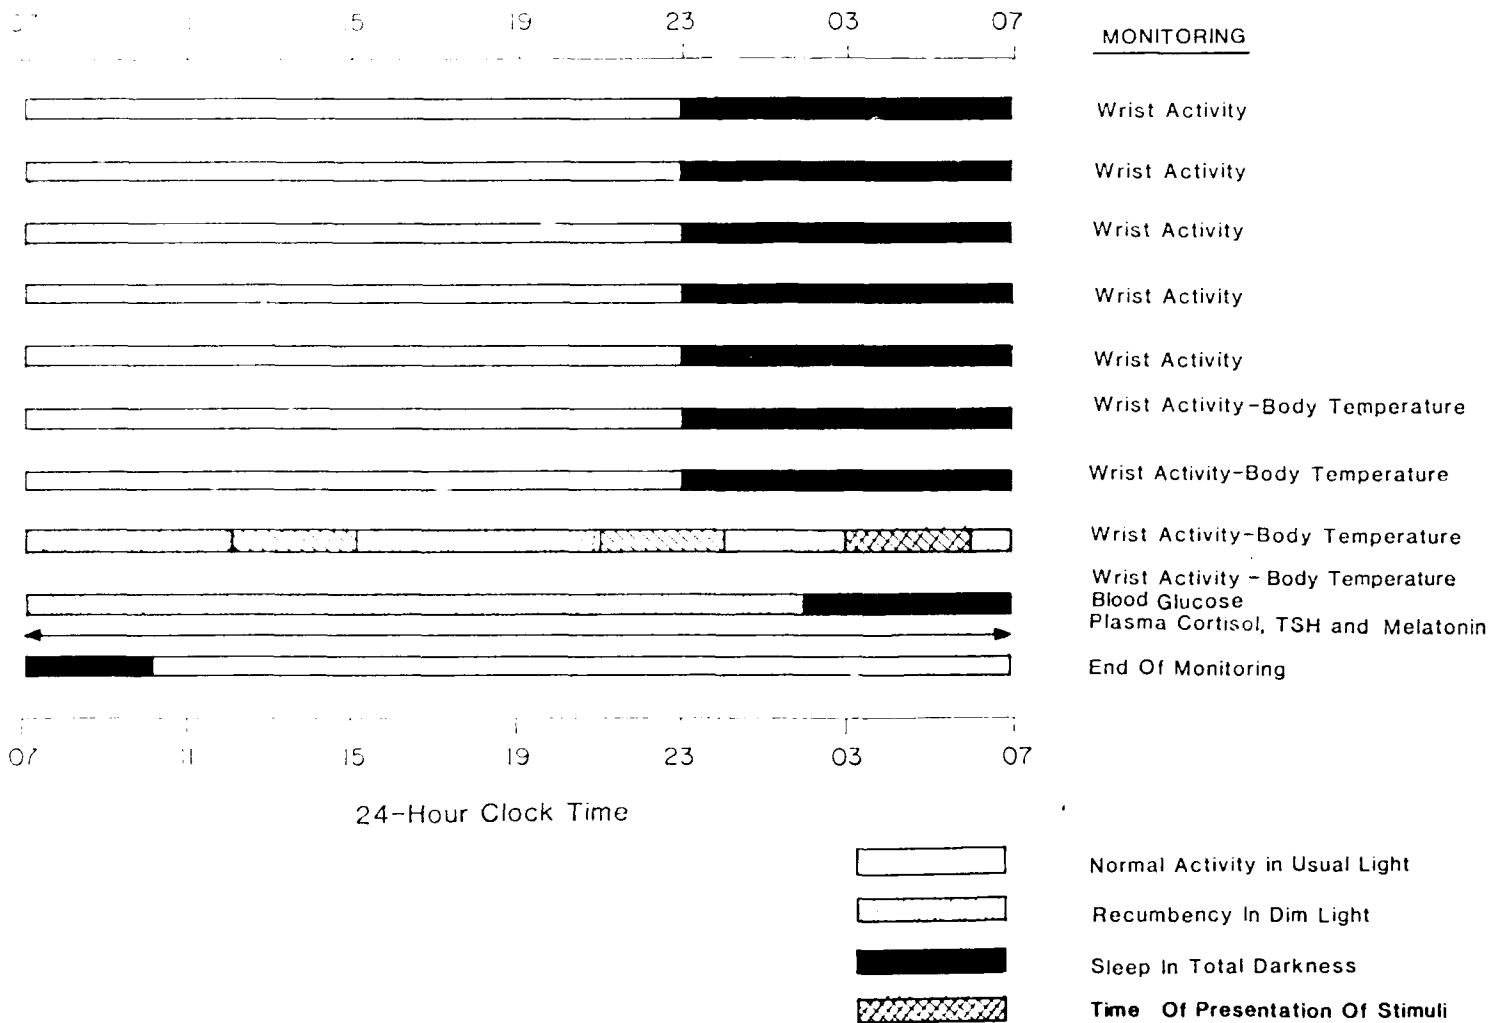 07 5 19 23 03 07
MONITORING
Wrist Activity
Wrist Activity
Wrist Activity
Wrist Activity
Wrist Activity
Wrist Activity-Body Temperature
Wrist Activity-Body Temperature
Wrist Activity-Body Temperature
Wrist Activity - Body Temperature
Blood Glucose
Plasma Cortisol, TSH and Melatonin
End Of Monitoring
07 11 15 19 23 03 07
24-Hour Clock Time
Normal Activity in Usual Light
Recumbency In Dim Light
Sleep In Total Darkness
Time Of Presentation Of Stimuli